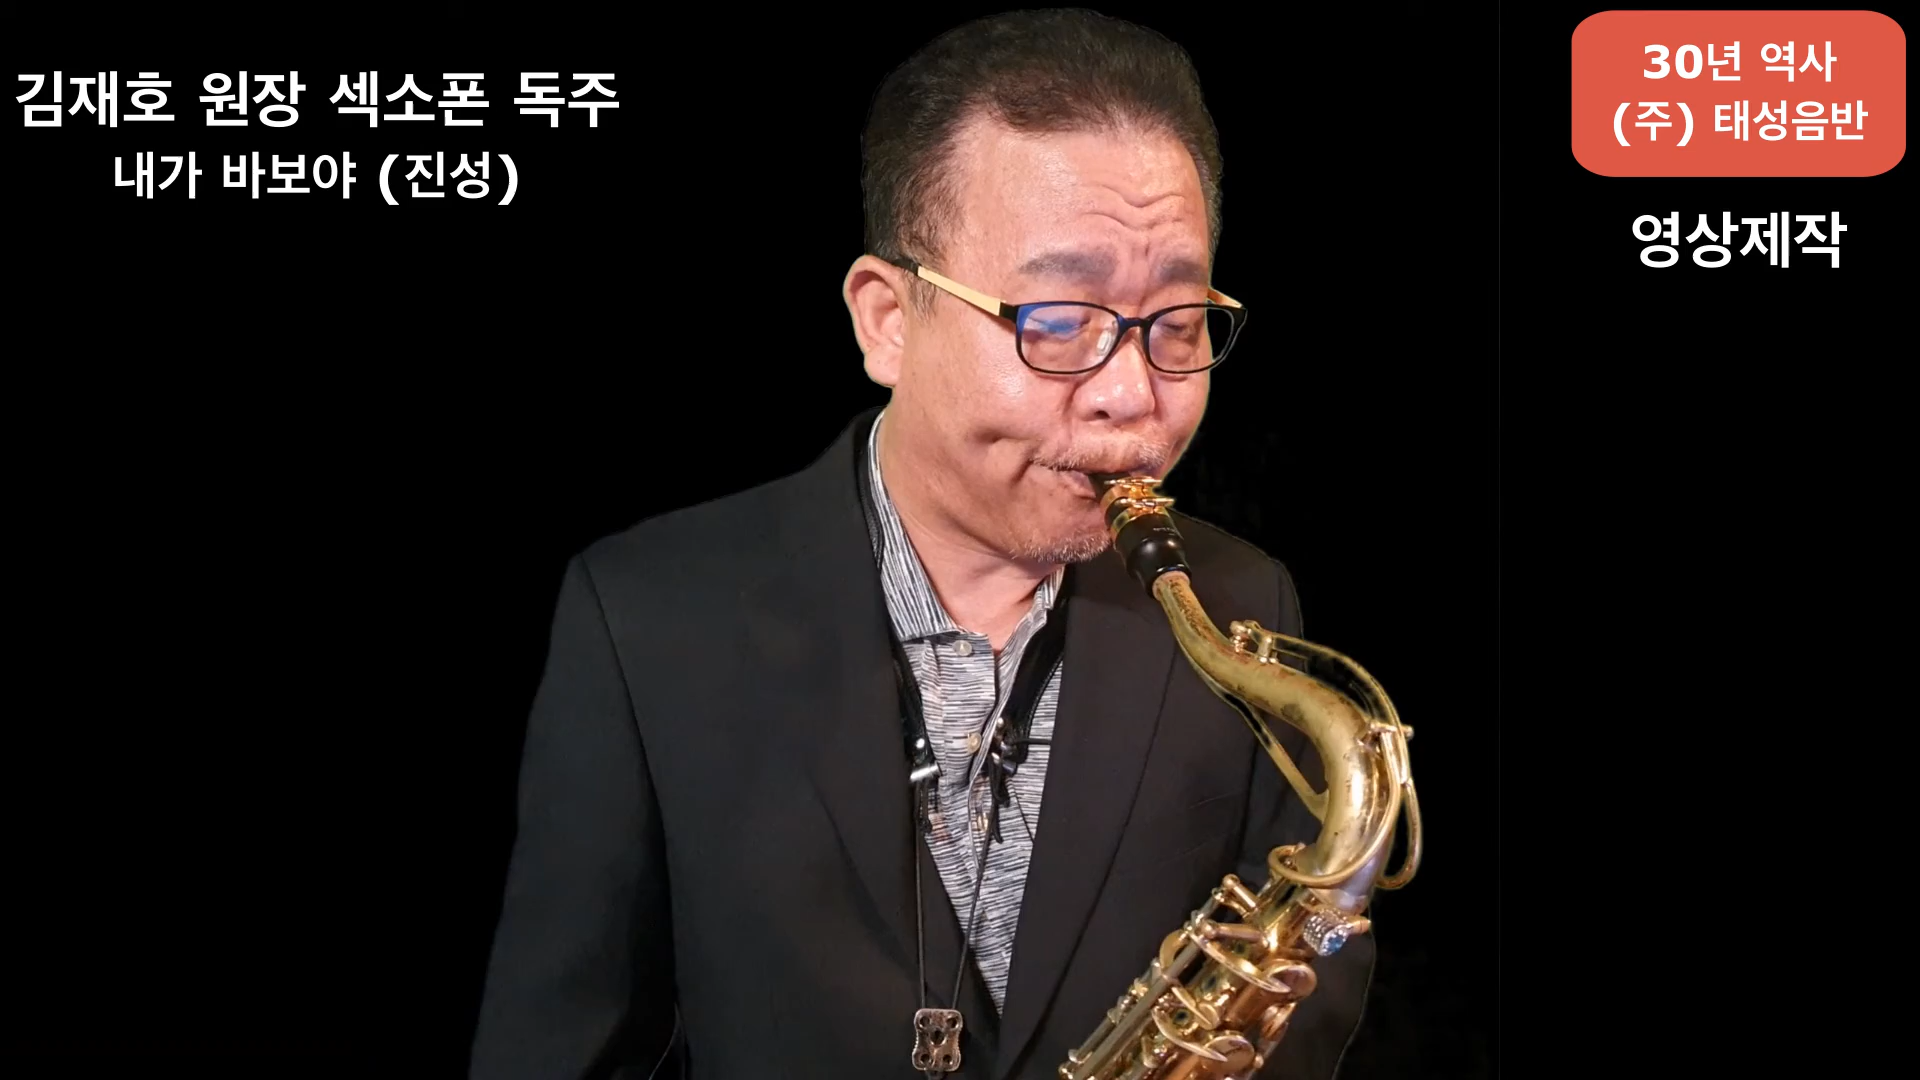 김재호 원장 섹소폰 독주
내가 바보야 (진성)
30년 역사
(주) 태성음반
영상제작